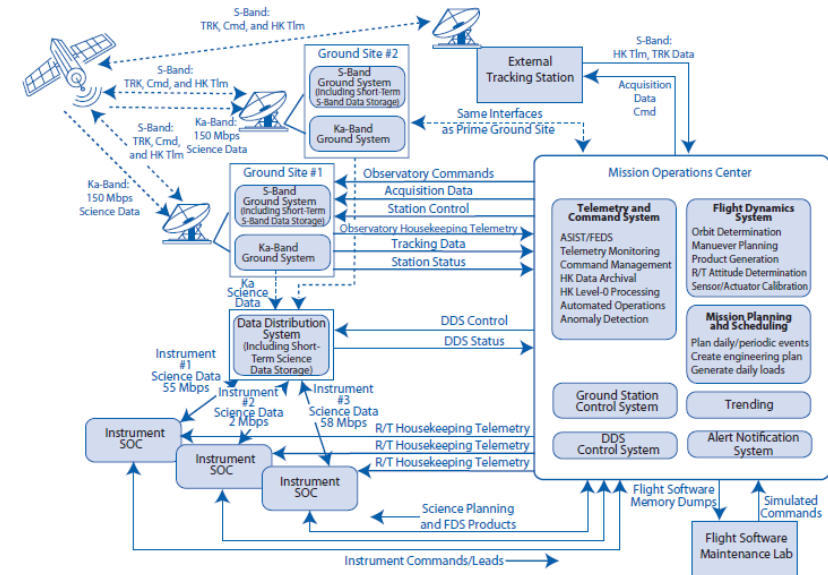 S-Band:
TRK, Cmd, and HK Tlm
S-Band:
TRK, Cmd, and HK Tlm
S-Band:
TRK, Cmd,
and HK Tlm
Ka-Band:
150 Mbps
Science Data
Ka-Band:
150 Mbps
Science Data
Ground Site #2
S-Band
Ground System
(Including Short-Term
S-Band Data Storage)
Ka-Band
Ground System
External
Tracking Station
S-Band:
HK Tlm, TRK Data
Acquisition
Data
Cmd
Same Interfaces
as Prime Ground Site
Ground Site #1
S-Band
Ground System
(Including Short-Term
S-Band Data Storage)
Ka-Band
Ground System
Observatory Commands
Acquisition Data
Station Control
Observatory Housekeeping Telemetry
Tracking Data
Station Status
Ka
Science
Data
Data Distribution
System
(Including Short-
Term Science
Data Storage)
DDS Control
DDS Status
Mission Operations Center
Telemetry and
Command System
ASIST/FEDS
Telemetry Monitoring
Command Management
HK Data Archival
HK Level-0 Processing
Automated Operations
Anomaly Detection
Flight Dynamics
System
Orbit Determination
Manuever Planning
Product Generation
R/T Attitude Determination
Sensor/Actuator Calibration
Mission Planning
and Scheduling
Plan daily/periodic events
Create engineering plan
Generate daily loads
Ground Station
Control System
Trending
DDS
Control System
Alert Notification
System
Instrument
#1
Science Data
55 Mbps
Instrument
#2
Science Data
2 Mbps
Instrument
#3
Science Data
58 Mbps
Instrument
SOC
Instrument
SOC
Instrument
SOC
R/T Housekeeping Telemetry
R/T Housekeeping Telemetry
R/T Housekeeping Telemetry
Science Planning
and FDS Products
Instrument Commands/Leads
Flight Software
Memory Dumps
Simulated
Commands
Flight Software
Maintenance Lab